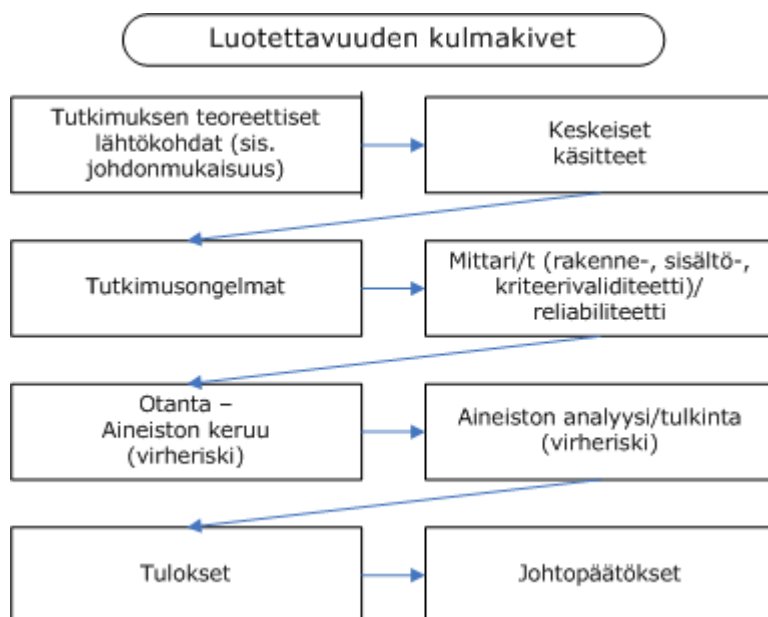 Luotettavuuden kulmakivet
Tutkimuksen teoreettiset
lähtökohdat (sis.
johdonmukaisuus)
Keskeiset
käsitteet
Tutkimusongelmat
Mittari/t (rakenne-, sisältö-,
kriteerivaliditeetti)/
reliabiliteetti
Otanta –
Aineiston keruu
(virheriski)
Aineiston analyysi/tulkinta
(virheriski)
Tulokset
Johtopäätökset